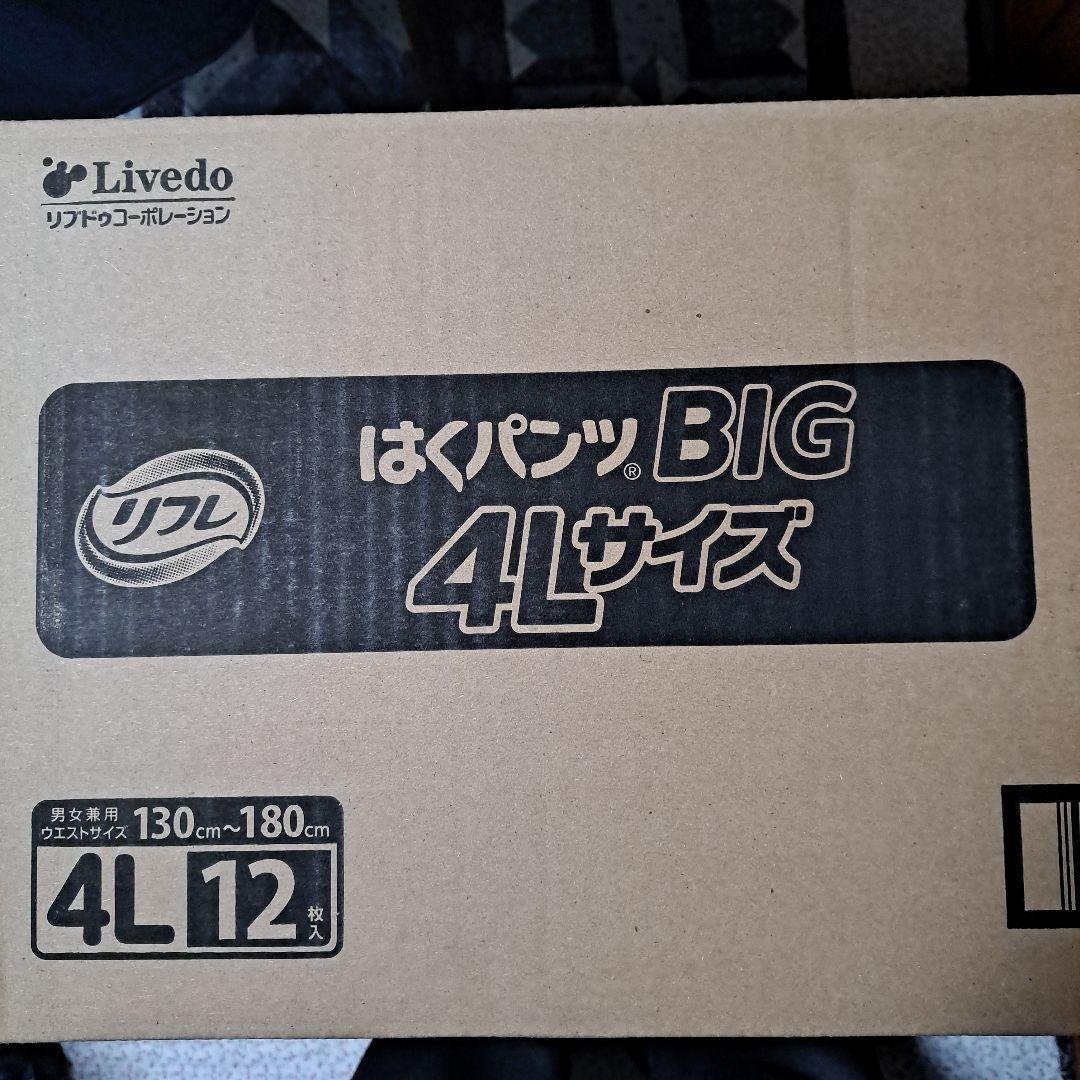 Livedo
リブドゥコーポレーション
リフレ
はくパンツ® BIG
4Lサイズ
男女兼用
ウエストサイズ 130cm～180cm
4L 12枚入